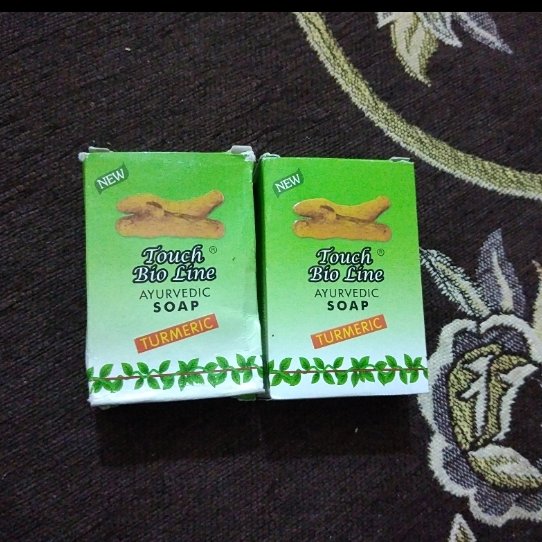 NEW
Touch ®
Bio Line
AYURVEDIC
SOAP
TURMERIC
NEW
Touch ®
Bio Line
AYURVEDIC
SOAP
TURMERIC